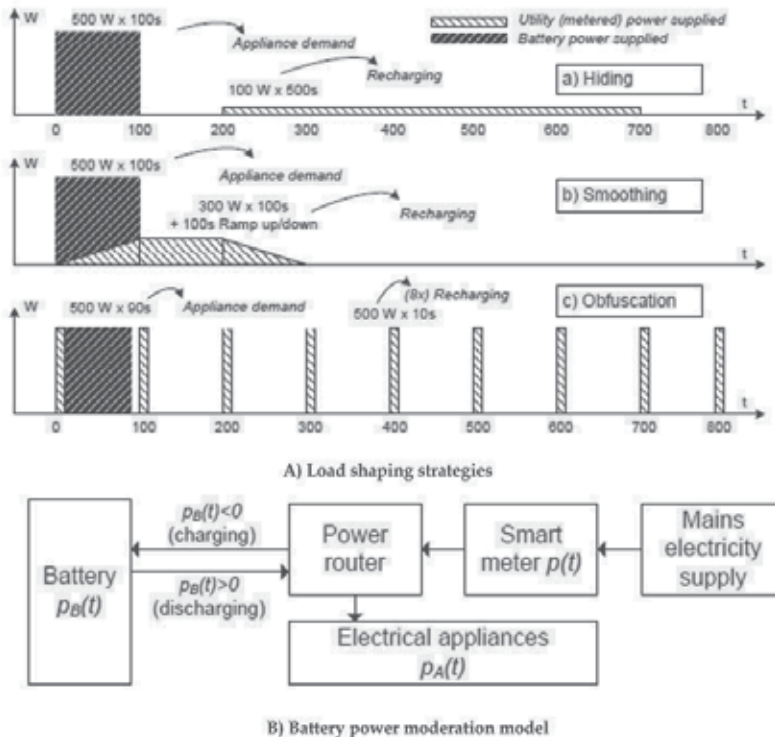 W
500 W x 100s
Appliance demand
Utility (metered) power supplied
Battery power supplied
100 W x 500s
Recharging
a) Hiding
t
0 100 200 300 400 500 600 700 800
W
500 W x 100s
Appliance demand
300 W x 100s
+ 100s Ramp up/down
Recharging
b) Smoothing
t
0 100 200 300 400 500 600 700 800
W
500 W x 90s
Appliance demand
(8x) Recharging
500 W x 10s
c) Obfuscation
t
0 100 200 300 400 500 600 700 800
A) Load shaping strategies
Battery
pB(t)
pB(t)<0
(charging)
pB(t)>0
(discharging)
Power
router
Smart
meter p(t)
Mains
electricity
supply
Electrical appliances
pA(t)
B) Battery power moderation model